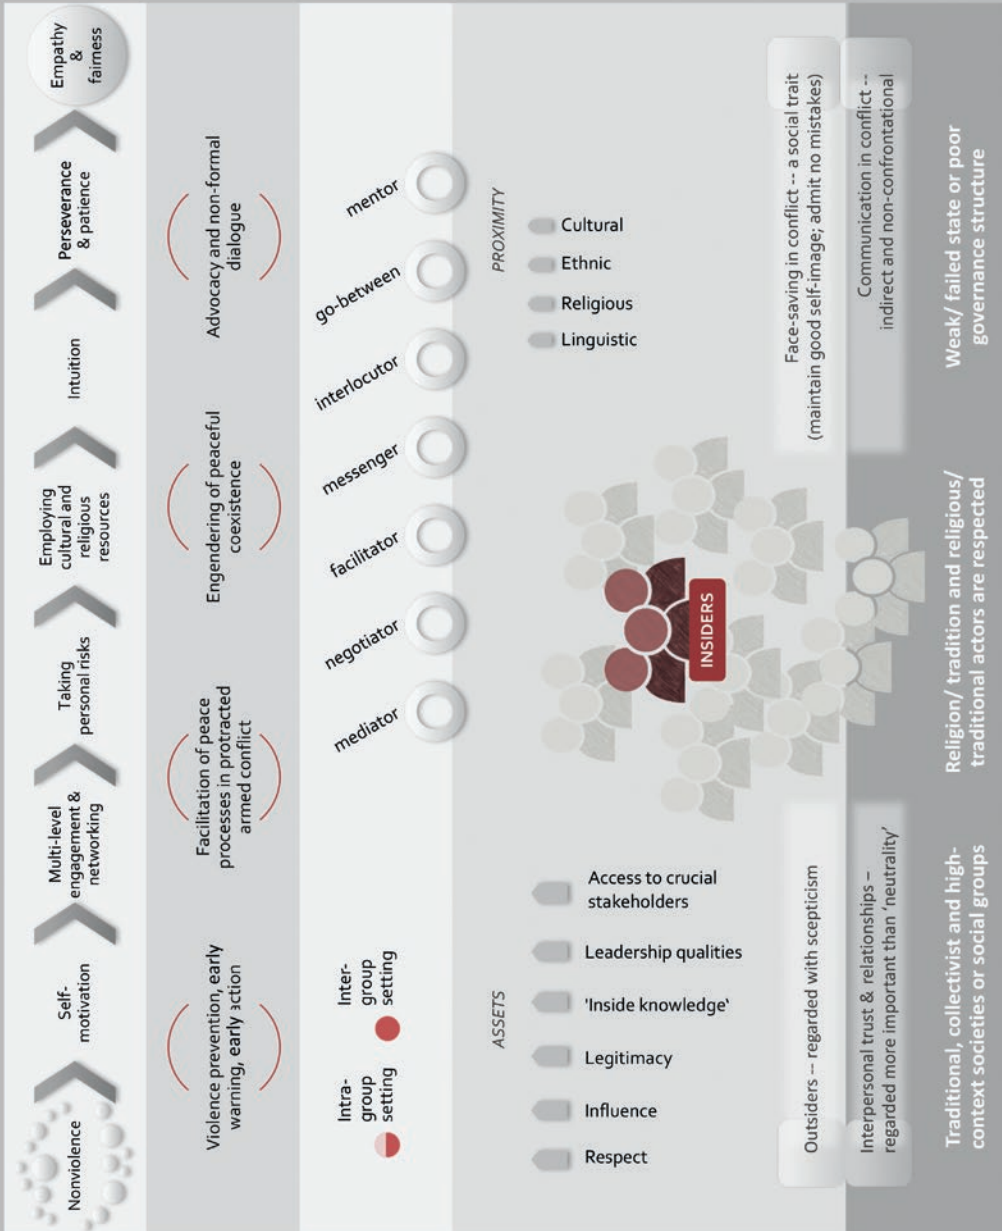 Nonviolence
Self-
motivation
Multi-level
engagement &
networking
Taking
personal risks
Employing
cultural and
religious
resources
Intuition
Perseverance
& patience
Empathy
&
fairness
Violence prevention, early
warning, early action
Facilitation of peace
processes in protracted
armed conflict
Engendering of peaceful
coexistence
Advocacy and non-formal
dialogue
Intra-
group
setting
Inter-
group
setting
mediator
negotiator
facilitator
messenger
interlocutor
go-between
mentor
ASSETS
Respect
Influence
Legitimacy
'Inside knowledge'
Leadership qualities
Access to crucial
stakeholders
INSIDERS
PROXIMITY
Linguistic
Religious
Ethnic
Cultural
Outsiders -- regarded with scepticism
Interpersonal trust & relationships –
regarded more important than 'neutrality'
Face-saving in conflict -- a social trait
(maintain good self-image; admit no mistakes)
Communication in conflict --
indirect and non-confrontational
Traditional, collectivist and high-
context societies or social groups
Religion/ tradition and religious/
traditional actors are respected
Weak/ failed state or poor
governance structure